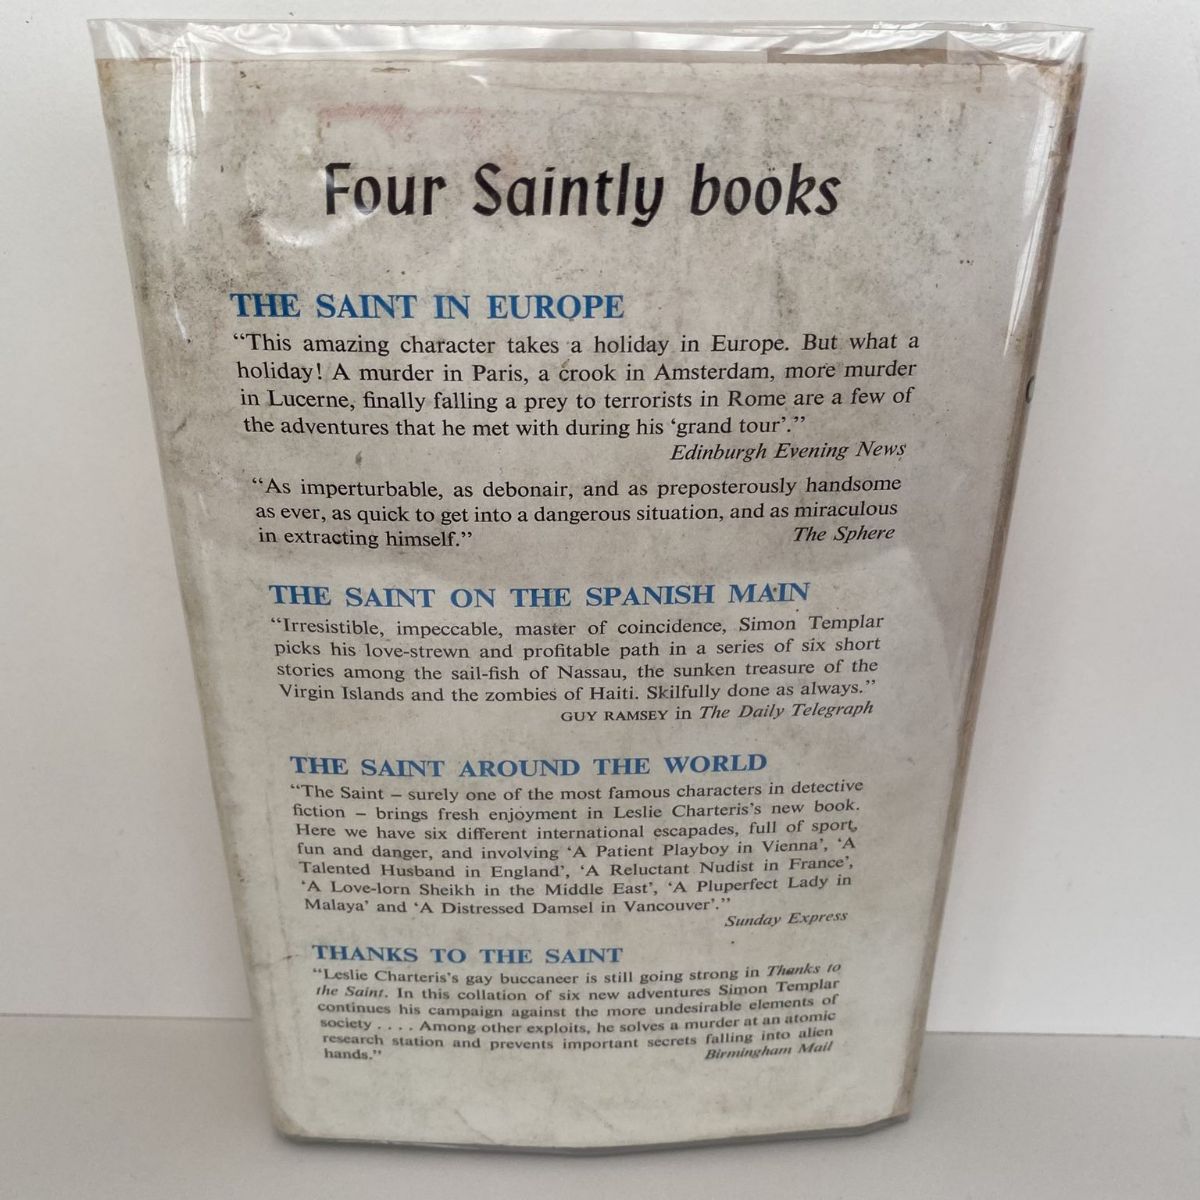 Four Saintly books
THE SAINT IN EUROPE
“This amazing character takes a holiday in Europe. But what a
holiday! A murder in Paris, a crook in Amsterdam, more murder
in Lucerne, finally falling a prey to terrorists in Rome are a few of
the adventures that he met with during his ‘grand tour’.”
Edinburgh Evening News
“As imperturbable, as debonair, and as preposterously handsome
as ever, as quick to get into a dangerous situation, and as miraculous
in extracting himself.” The Sphere
THE SAINT ON THE SPANISH MAIN
“Irresistible, impeccable, master of coincidence, Simon Templar
picks his love-strewn and profitable path in a series of six short
stories among the sail-fish of Nassau, the sunken treasure of the
Virgin Islands and the zombies of Haiti. Skilfully done as always.”
GUY RAMSEY in The Daily Telegraph
THE SAINT AROUND THE WORLD
“The Saint – surely one of the most famous characters in detective
fiction – brings fresh enjoyment in Leslie Charteris's new book.
Here we have six different international escapades, full of sport,
fun and danger, and involving ‘A Patient Playboy in Vienna’, ‘A
Talented Husband in England’, ‘A Reluctant Nudist in France’,
‘A Love-lorn Sheikh in the Middle East’, ‘A Pluperfect Lady in
Malaya’ and ‘A Distressed Damsel in Vancouver’.”
Sunday Express
THANKS TO THE SAINT
“Leslie Charteris's gay buccaneer is still going strong in Thanks to
the Saint. In this collation of six new adventures Simon Templar
continues his campaign against the more undesirable elements of
society . . . . Among other exploits, he solves a murder at an atomic
research station and prevents important secrets falling into alien
hands.” Birmingham Mail